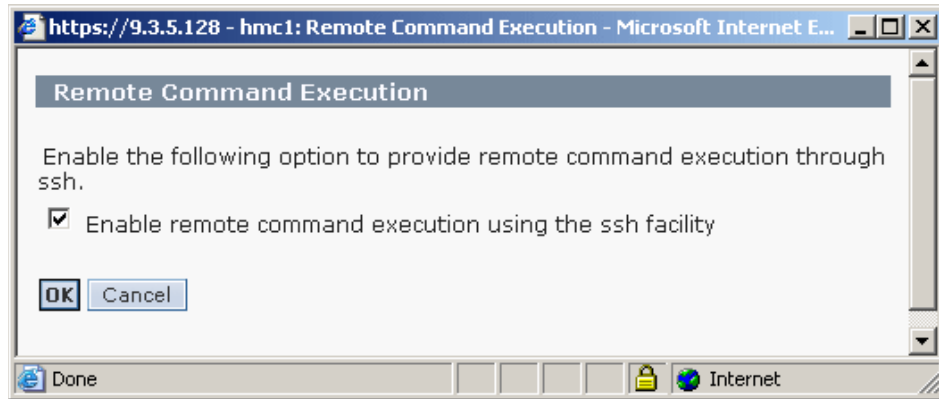 https://9.3.5.128 - hmc1: Remote Command Execution - Microsoft Internet E...
Remote Command Execution
Enable the following option to provide remote command execution through
ssh.
Enable remote command execution using the ssh facility
OK Cancel
Done Internet